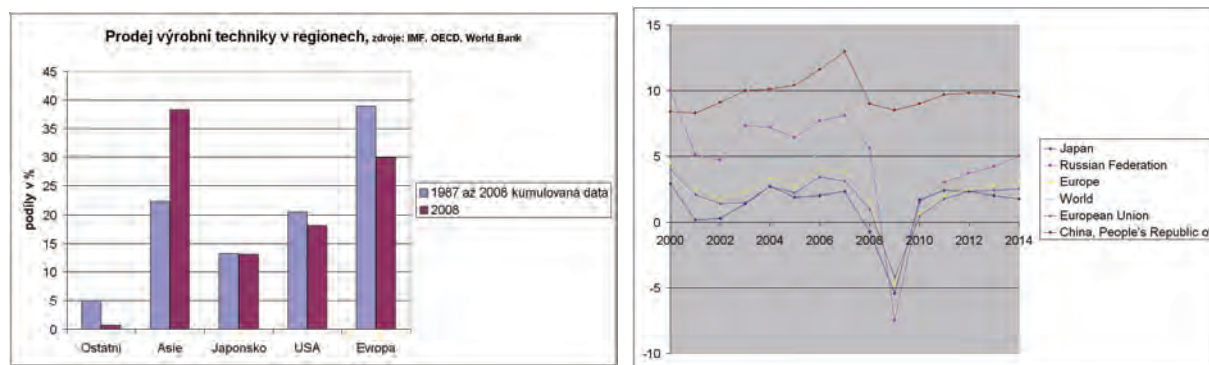 Prodej výrobní techniky v regionech, zdroje: IMF, OECD, World Bank
podíly v %
45
40
35
30
25
20
15
10
5
0
Ostatní Asie Japonsko USA Evropa
1987 až 2008 kumulovaná data
2008
15
10
5
0
-5
-10
2000 2002 2004 2006 2008 2010 2012 2014
Japan
Russian Federation
Europe
World
European Union
China, People's Republic of